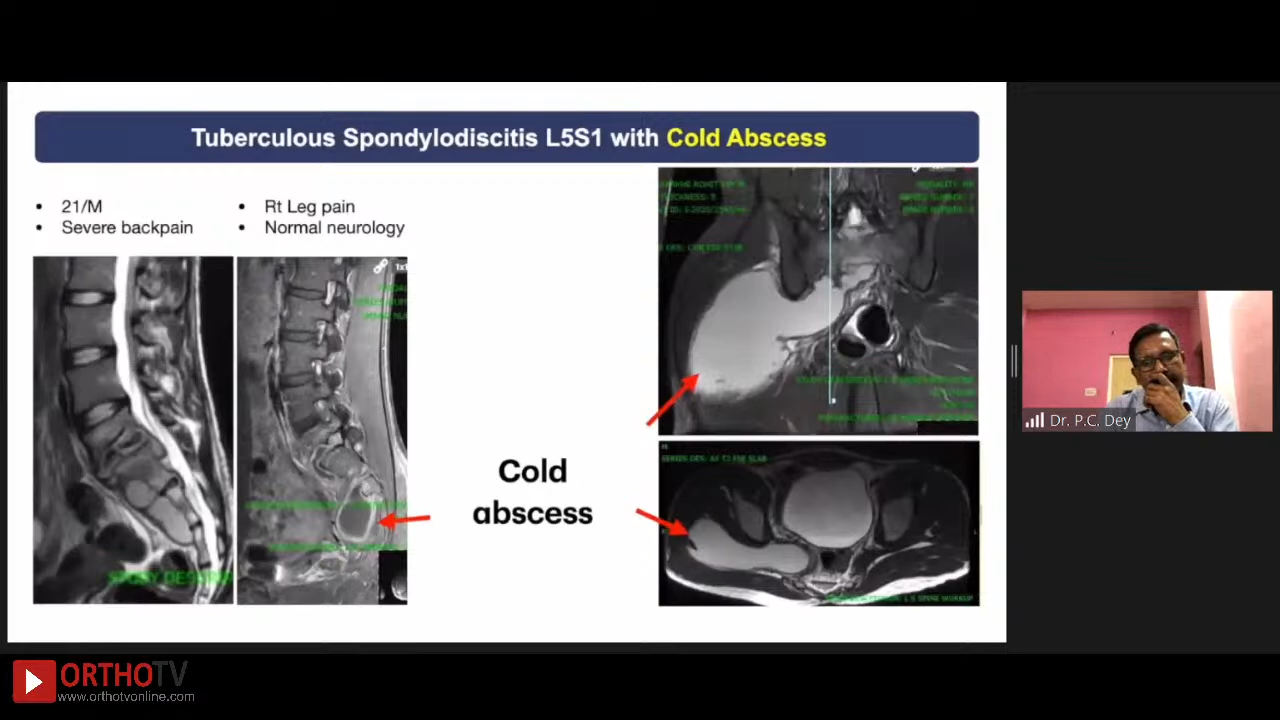 Tuberculous Spondylodiscitis L5S1 with Cold Abscess
21/M
Severe backpain
Rt Leg pain
Normal neurology
Cold
abscess
Dr. P.C. Dey
ORTHOTV
www.orthotvonline.com